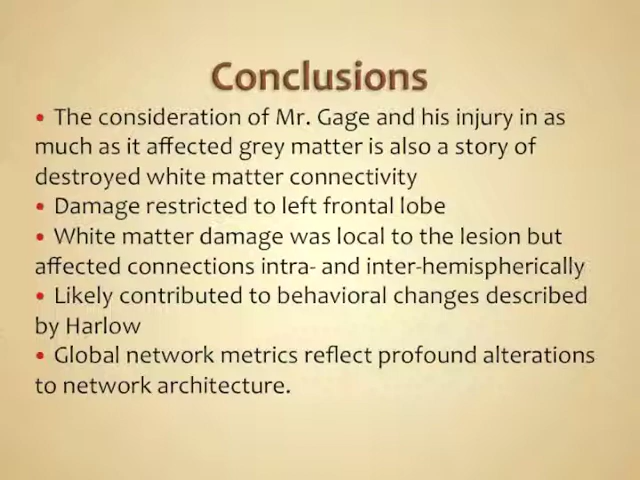 Conclusions
• The consideration of Mr. Gage and his injury in as
much as it affected grey matter is also a story of
destroyed white matter connectivity
• Damage restricted to left frontal lobe
• White matter damage was local to the lesion but
affected connections intra- and inter-hemispherically
• Likely contributed to behavioral changes described
by Harlow
• Global network metrics reflect profound alterations
to network architecture.